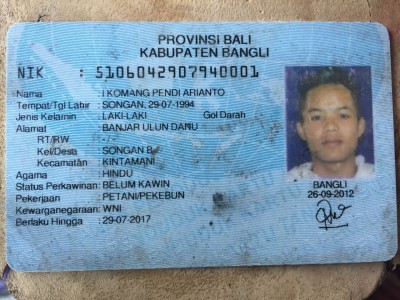 PROVINSI BALI
KABUPATEN BANGLI
NIK : 5106042907940001
Nama : I KOMANG PENDI ARIANTO
Tempat/Tgl Lahir : SONGAN, 29-07-1994
Jenis Kelamin : LAKI-LAKI Gol Darah
Alamat : BANJAR ULUN DANU
RT/RW :
Kel/Desa : SONGAN B
Kecamatan : KINTAMANI
Agama : HINDU
Status Perkawinan: BELUM KAWIN
Pekerjaan : PETANI/PEKEBUN
Kewarganegaraan: WNI
Berlaku Hingga : 29-07-2017
BANGLI
26-09-2012